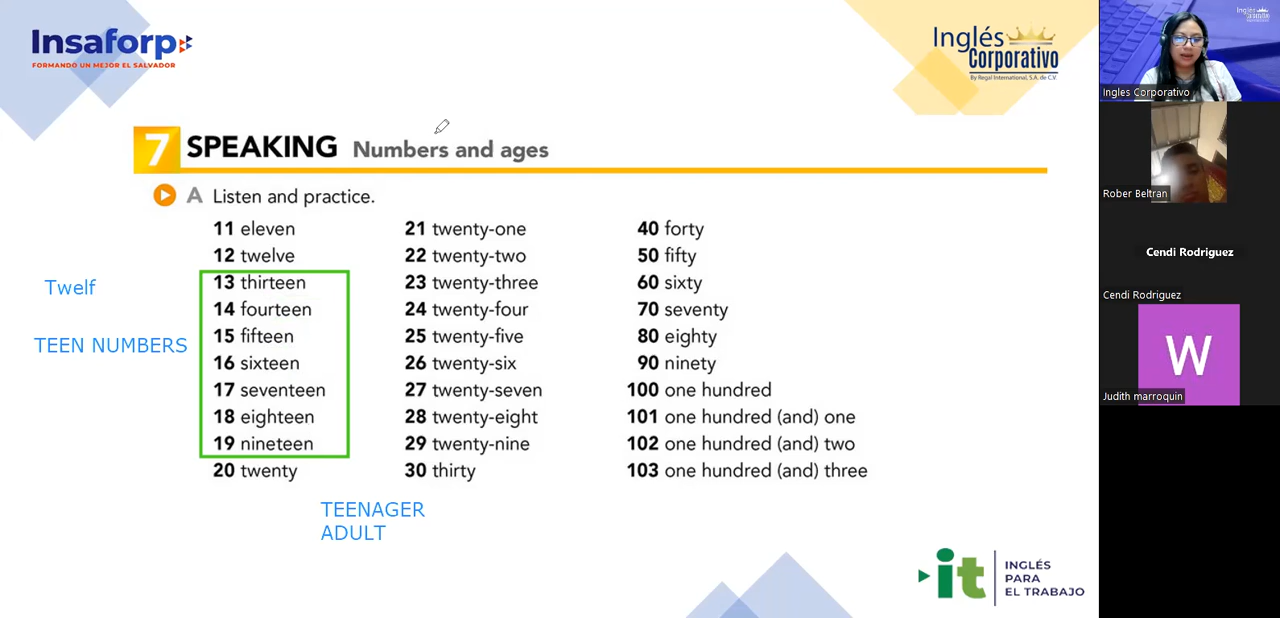 Insaforp
FORMANDO UN MEJOR EL SALVADOR
Inglés
Corporativo
By Regal International, S.A. de C.V.
7 SPEAKING Numbers and ages
A Listen and practice.
11 eleven
12 twelve
13 thirteen
14 fourteen
15 fifteen
16 sixteen
17 seventeen
18 eighteen
19 nineteen
20 twenty
21 twenty-one
22 twenty-two
23 twenty-three
24 twenty-four
25 twenty-five
26 twenty-six
27 twenty-seven
28 twenty-eight
29 twenty-nine
30 thirty
40 forty
50 fifty
60 sixty
70 seventy
80 eighty
90 ninety
100 one hundred
101 one hundred (and) one
102 one hundred (and) two
103 one hundred (and) three
Twelf
TEEN NUMBERS
TEENAGER
ADULT
it
INGLÉS
PARA
EL TRABAJO
Ingles Corporativo
Rober Beltran
Cendi Rodriguez
Cendi Rodriguez
W
Judith marroquin